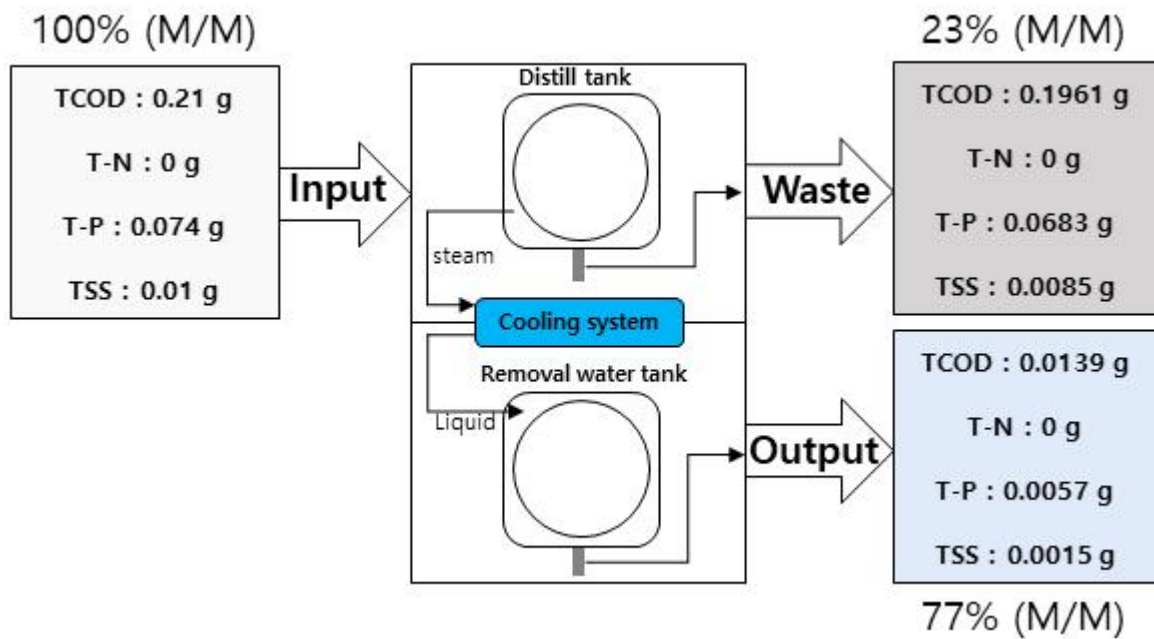 100% (M/M)
TCOD : 0.21 g
T-N : 0 g
T-P : 0.074 g
TSS : 0.01 g
Input
Distill tank
steam
Cooling system
Removal water tank
Liquid
Waste
Output
23% (M/M)
TCOD : 0.1961 g
T-N : 0 g
T-P : 0.0683 g
TSS : 0.0085 g
TCOD : 0.0139 g
T-N : 0 g
T-P : 0.0057 g
TSS : 0.0015 g
77% (M/M)